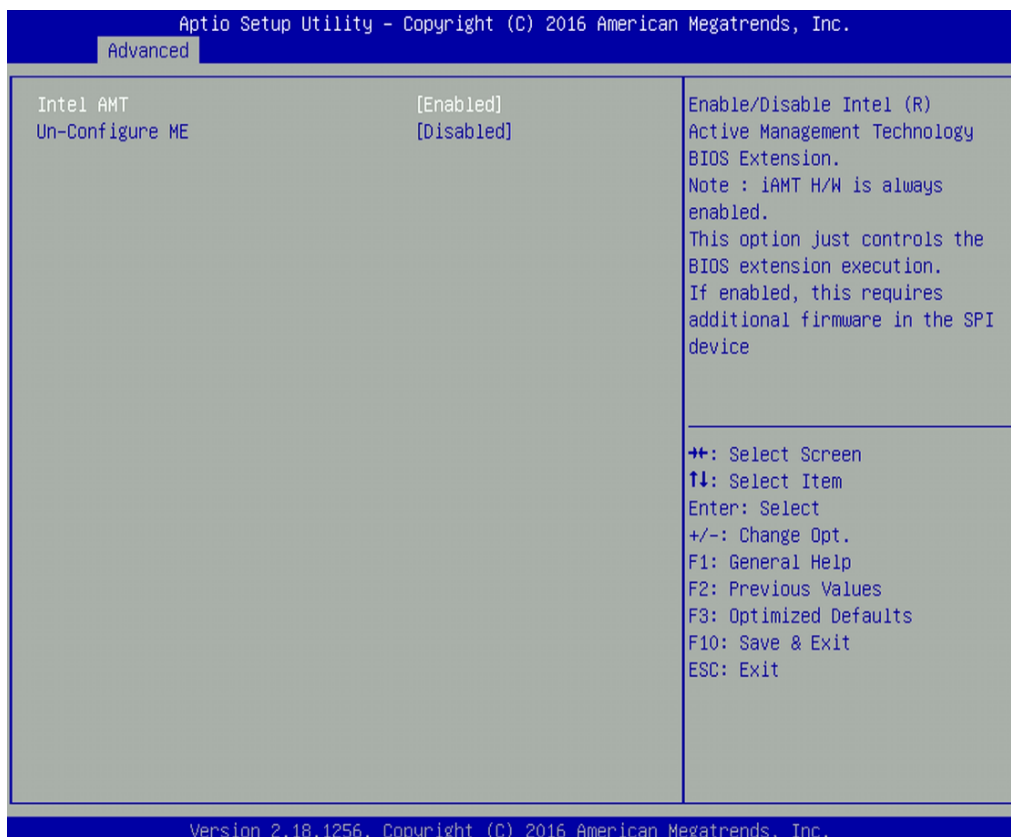 Aptio Setup Utility – Copyright (C) 2016 American Megatrends, Inc.
Advanced
Intel AMT [Enabled]
Un-Configure ME [Disabled]
Enable/Disable Intel (R)
Active Management Technology
BIOS Extension.
Note : iAMT H/W is always
enabled.
This option just controls the
BIOS extension execution.
If enabled, this requires
additional firmware in the SPI
device
→←: Select Screen
↑↓: Select Item
Enter: Select
+/-: Change Opt.
F1: General Help
F2: Previous Values
F3: Optimized Defaults
F10: Save & Exit
ESC: Exit
Version 2.18.1256. Copyright (C) 2016 American Megatrends, Inc.